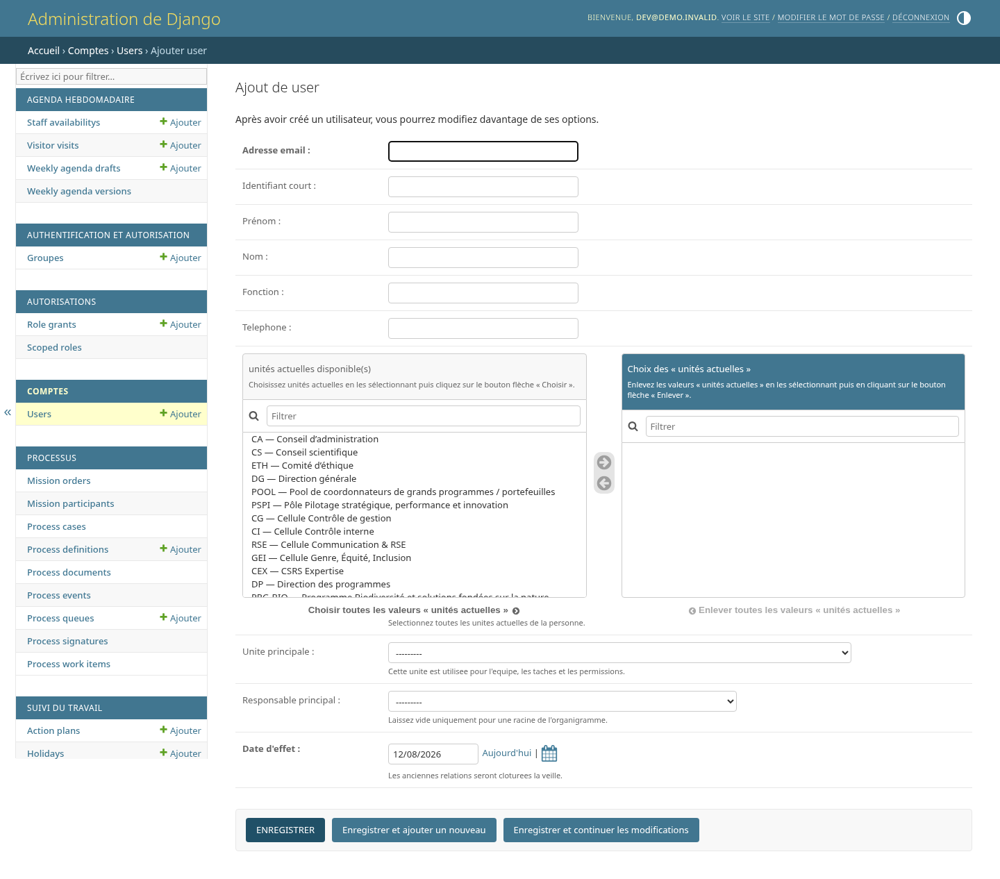 Administration de Django
BIENVENUE, DEV@DEMO.INVALID. VOIR LE SITE / MODIFIER LE MOT DE PASSE / DÉCONNEXION
Accueil › Comptes › Users › Ajouter user
Écrivez ici pour filtrer…
AGENDA HEBDOMADAIRE
Staff availabilitys Ajouter
Visitor visits Ajouter
Weekly agenda drafts Ajouter
Weekly agenda versions
AUTHENTIFICATION ET AUTORISATION
Groupes Ajouter
AUTORISATIONS
Role grants Ajouter
Scoped roles
COMPTES
Users Ajouter
«
PROCESSUS
Mission orders
Mission participants
Process cases
Process definitions Ajouter
Process documents
Process events
Process queues Ajouter
Process signatures
Process work items
SUIVI DU TRAVAIL
Action plans Ajouter
Holidays Ajouter
Ajout de user
Après avoir créé un utilisateur, vous pourrez modifiez davantage de ses options.
Adresse email :
Identifiant court :
Prénom :
Nom :
Fonction :
Telephone :
unités actuelles disponible(s)
Choisissez unités actuelles en les sélectionnant puis cliquez sur le bouton flèche « Choisir ».
Filtrer
CA — Conseil d’administration
CS — Conseil scientifique
ETH — Comité d’éthique
DG — Direction générale
POOL — Pool de coordonnateurs de grands programmes / portefeuilles
PSPI — Pôle Pilotage stratégique, performance et innovation
CG — Cellule Contrôle de gestion
CI — Cellule Contrôle interne
RSE — Cellule Communication & RSE
GEI — Cellule Genre, Équité, Inclusion
CEX — CSRS Expertise
DP — Direction des programmes
PRG-BIO — Programme Biodiversité et solutions fondées sur la nature
Choisir toutes les valeurs « unités actuelles »
Choix des « unités actuelles »
Enlevez les valeurs « unités actuelles » en les sélectionnant puis en cliquant sur le bouton
flèche « Enlever ».
Filtrer
Enlever toutes les valeurs « unités actuelles »
Selectionnez toutes les unites actuelles de la personne.
Unite principale :
---------
Cette unite est utilisee pour l'equipe, les taches et les permissions.
Responsable principal :
---------
Laissez vide uniquement pour une racine de l'organigramme.
Date d'effet :
12/08/2026 Aujourd'hui |
Les anciennes relations seront cloturees la veille.
ENREGISTRER Enregistrer et ajouter un nouveau Enregistrer et continuer les modifications